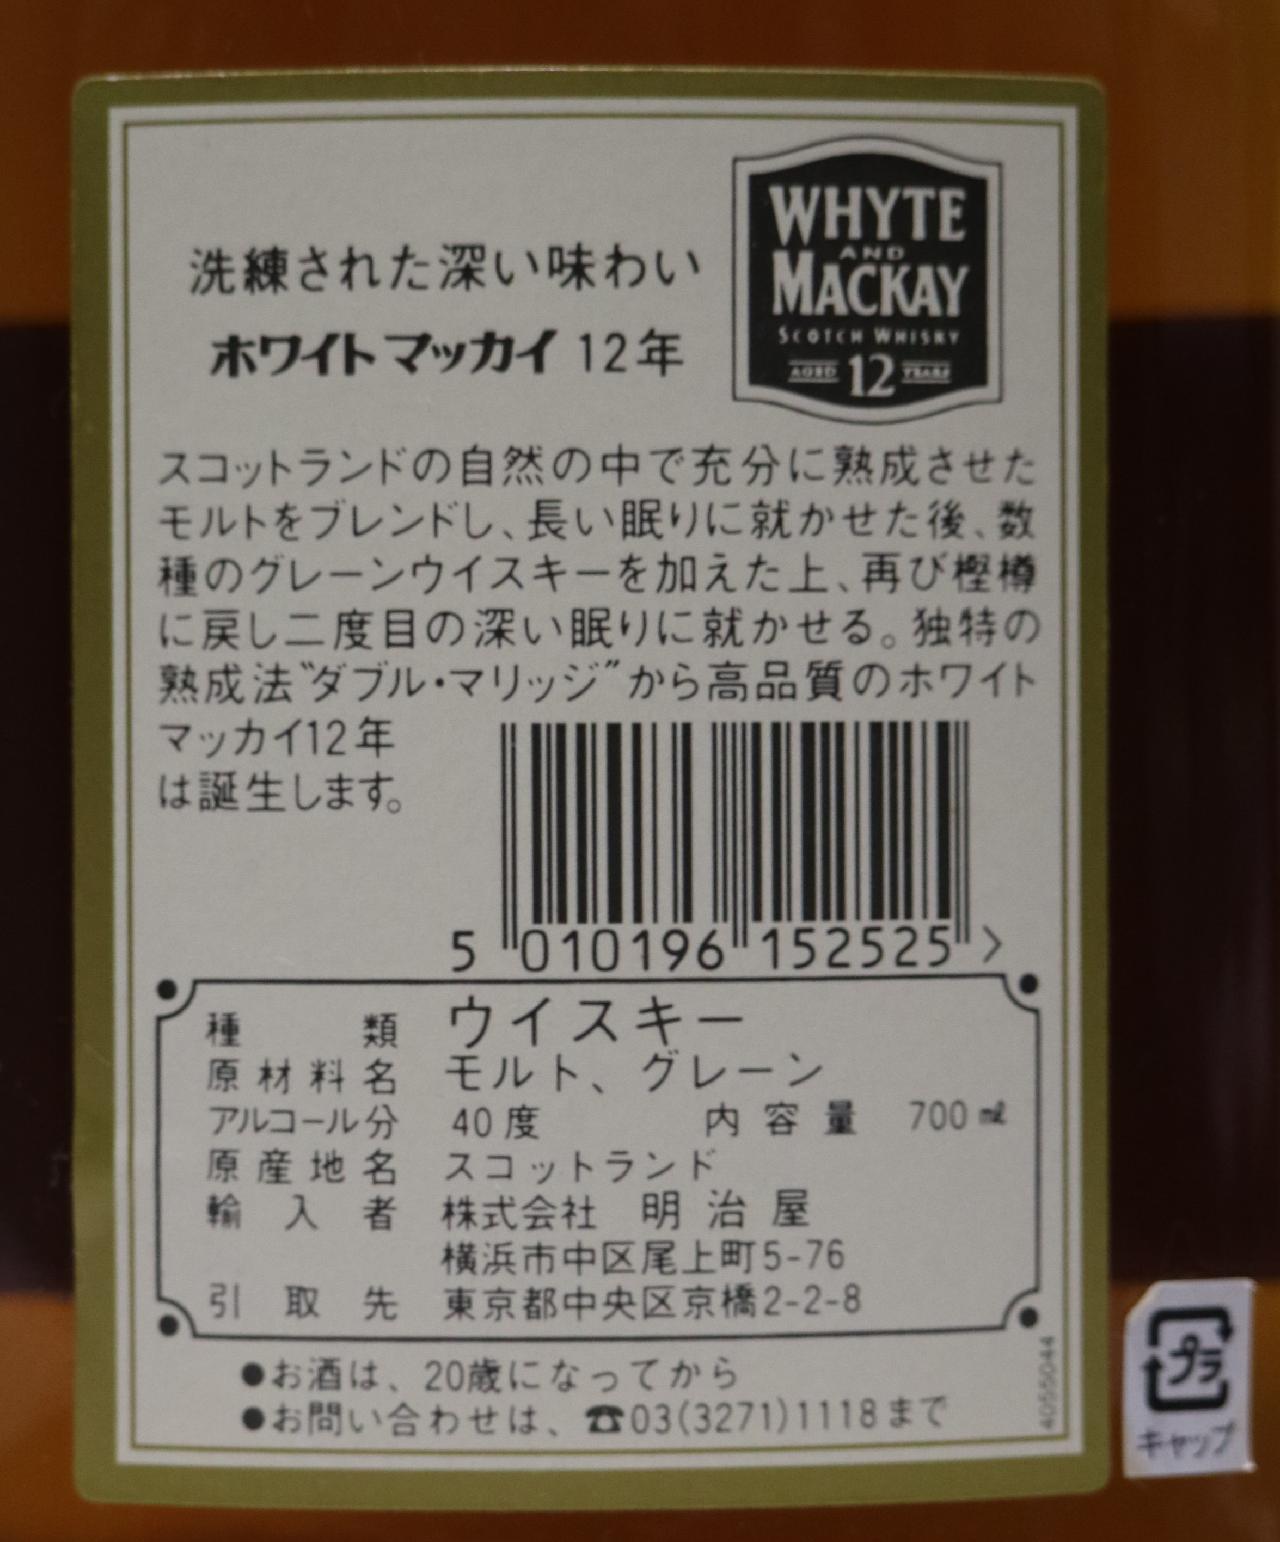 WHYTE
AND
MACKAY
SCOTCH WHISKY
AGED 12 YEARS
洗練された深い味わい
ホワイトマッカイ 12年
スコットランドの自然の中で充分に熟成させた
モルトをブレンドし、長い眠りに就かせた後、数
種のグレーンウイスキーを加えた上、再び樫樽
に戻し二度目の深い眠りに就かせる。独特の
熟成法"ダブル・マリッジ"から高品質のホワイト
マッカイ12年
は誕生します。
5 010196 152525 >
種類 ウイスキー
原材料名 モルト、グレーン
アルコール分 40度 内容量 700㎖
原産地名 スコットランド
輸入者 株式会社 明治屋
横浜市中区尾上町5-76
引取先 東京都中央区京橋2-2-8
●お酒は、20歳になってから
●お問い合わせは、☎03(3271)1118まで
4055044
プラ
キャップ